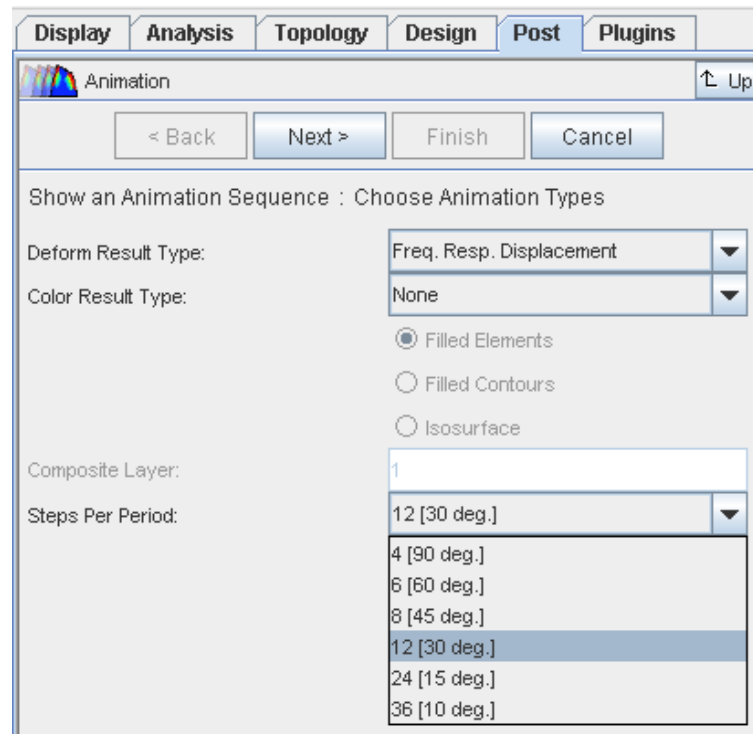 Display Analysis Topology Design Post Plugins
Animation Up
< Back Next > Finish Cancel
Show an Animation Sequence : Choose Animation Types
Deform Result Type: Freq. Resp. Displacement
Color Result Type: None
Filled Elements
Filled Contours
Isosurface
Composite Layer: 1
Steps Per Period: 12 [30 deg.]
4 [90 deg.]
6 [60 deg.]
8 [45 deg.]
12 [30 deg.]
24 [15 deg.]
36 [10 deg.]